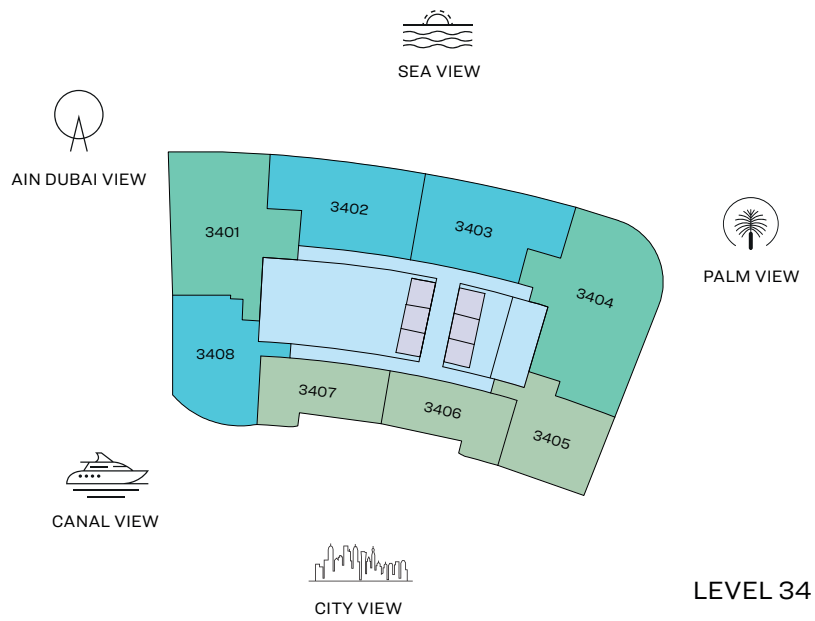 SEA VIEW
AIN DUBAI VIEW
3401
3402
3403
3404
PALM VIEW
3408
3407
3406
3405
CANAL VIEW
CITY VIEW
LEVEL 34